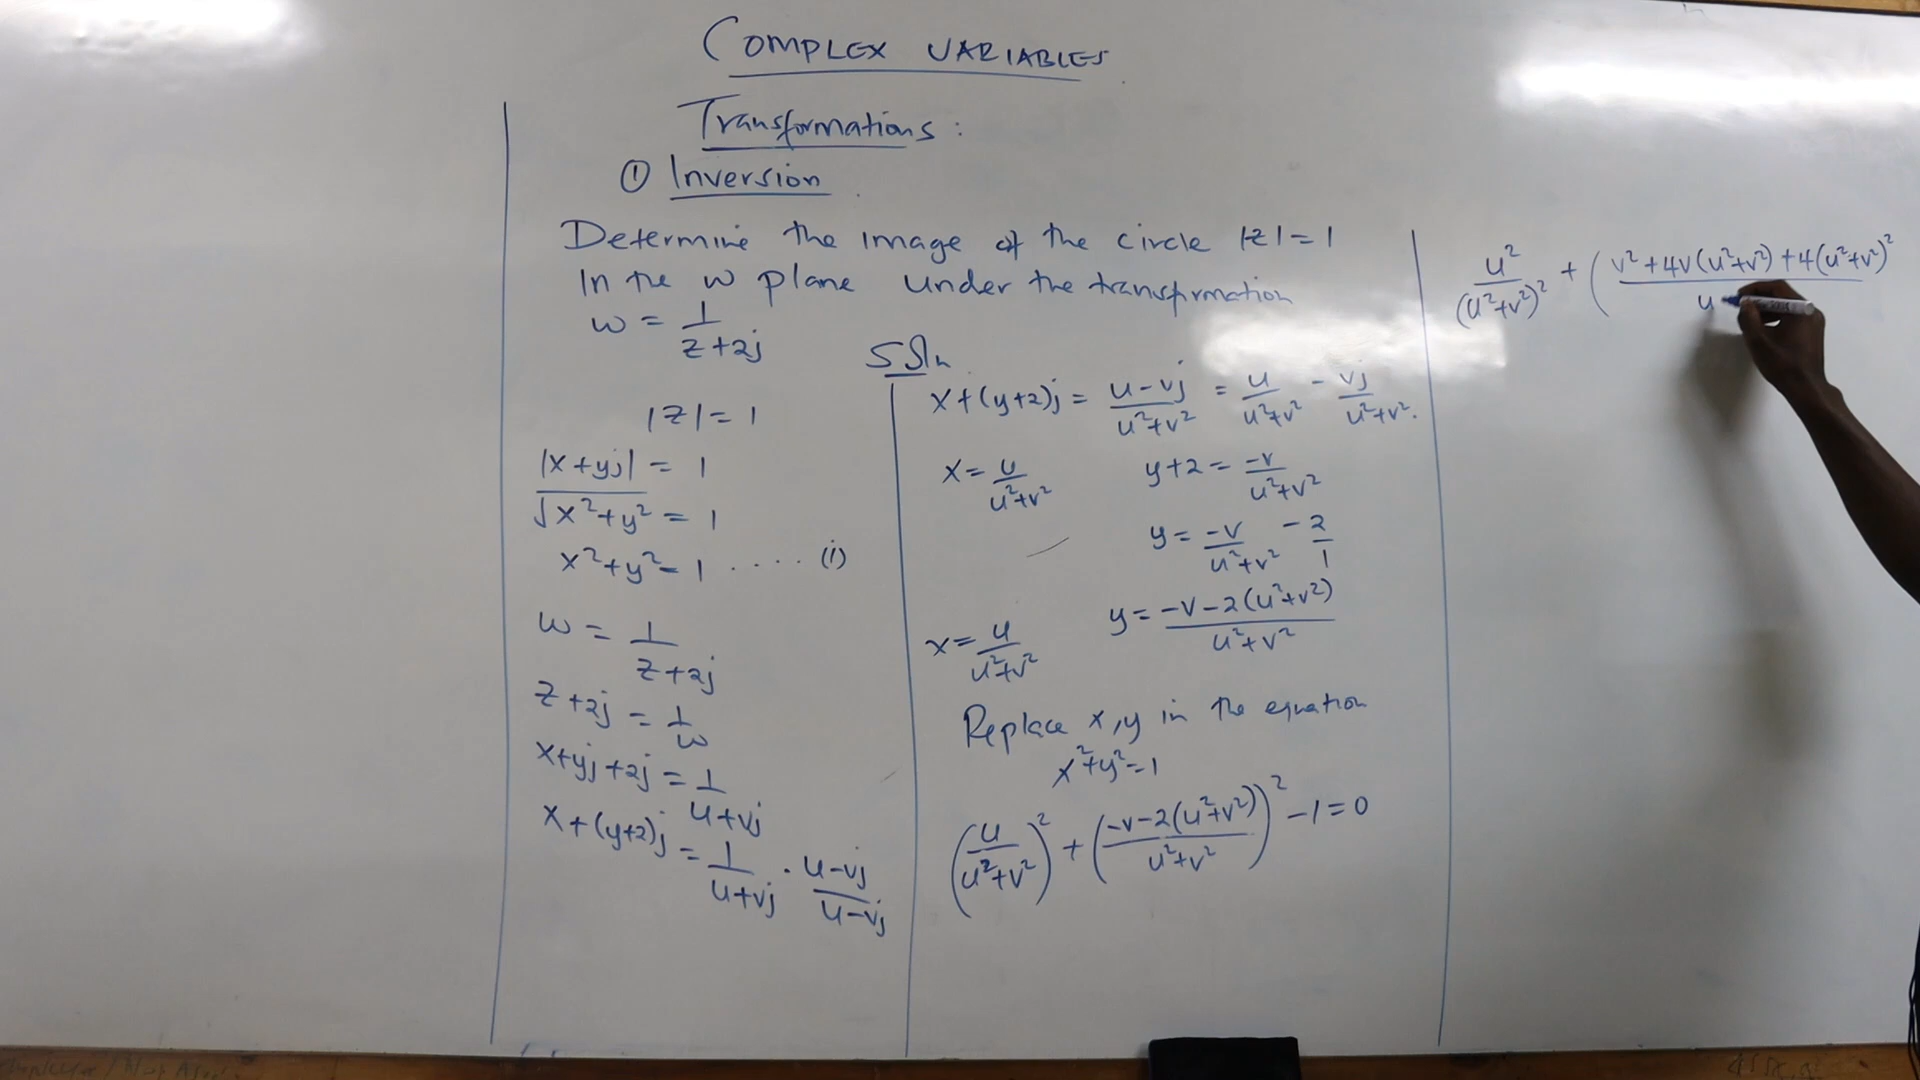 COMPLEX VARIABLES
Transformations:
① Inversion
Determine the image of the circle |z| = 1
In the w plane under the transformation
w = 1/(z+2j)
Soln
|z| = 1
|x+yj| = 1
√(x²+y²) = 1
x²+y² = 1 ..... (i)
w = 1/(z+2j)
z+2j = 1/w
x+yj+2j = 1/(u+vj)
x+(y+2)j = 1/(u+vj) · (u-vj)/(u-vj)
x+(y+2)j = (u-vj)/(u²+v²) = u/(u²+v²) - vj/(u²+v²).
x = u/(u²+v²) y+2 = -v/(u²+v²)
y = -v/(u²+v²) - 2/1
x = u/(u²+v²) y = (-v-2(u²+v²))/(u²+v²)
Replace x,y in the equation
x²+y²=1
(u/(u²+v²))² + ((-v-2(u²+v²))/(u²+v²))² -1=0
u²/(u²+v²)² + ((v²+4v(u²+v²)+4(u²+v²)²)/u